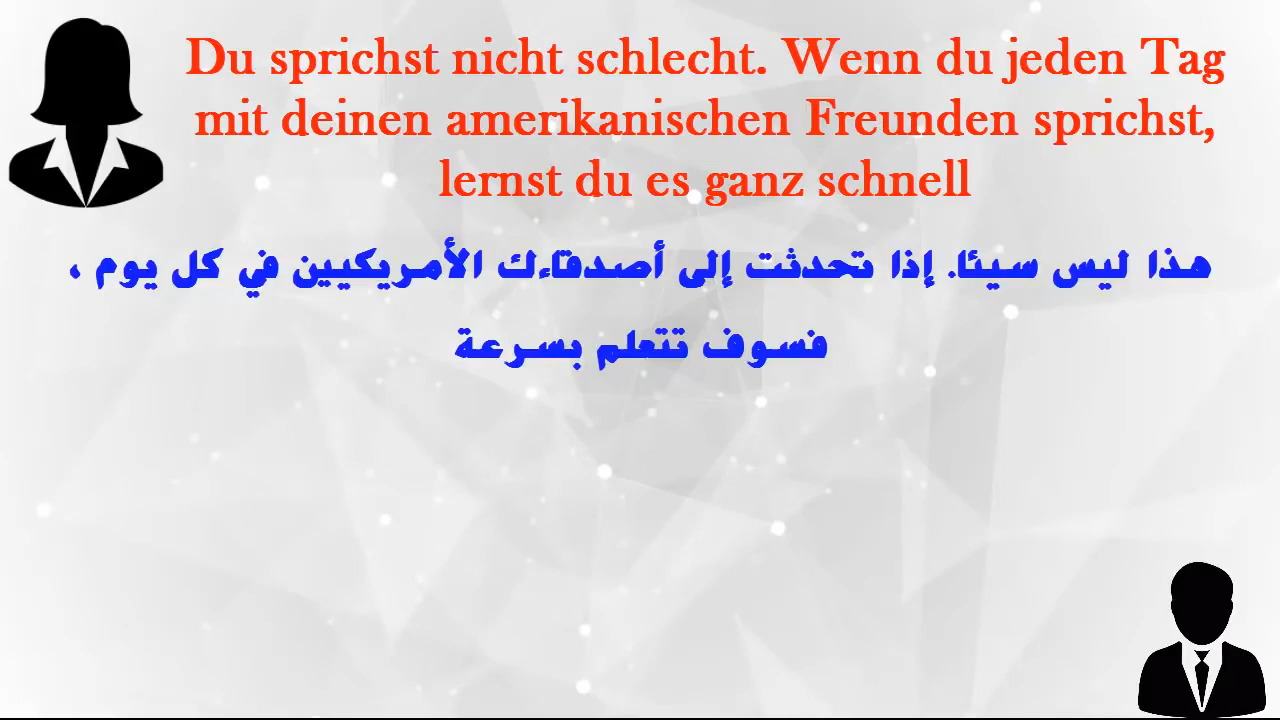 Du sprichst nicht schlecht. Wenn du jeden Tag
mit deinen amerikanischen Freunden sprichst,
lernst du es ganz schnell
هذا ليس سيئا. إذا تحدثت إلى أصدقاءك الأمريكيين في كل يوم ،
فسوف تتعلم بسرعة